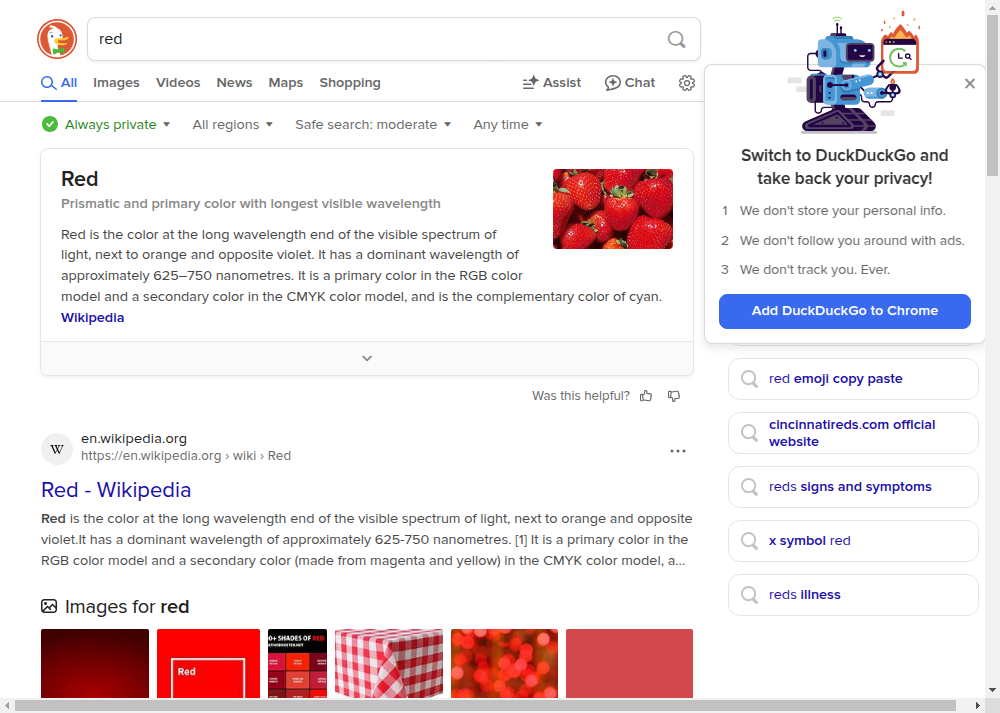 red
All
Images
Videos
News
Maps
Shopping
Assist
Chat
Always private
All regions
Safe search: moderate
Any time
Red
Prismatic and primary color with longest visible wavelength
Red is the color at the long wavelength end of the visible spectrum of
light, next to orange and opposite violet. It has a dominant wavelength of
approximately 625–750 nanometres. It is a primary color in the RGB color
model and a secondary color in the CMYK color model, and is the complementary color of cyan.
Wikipedia
Was this helpful?
W
en.wikipedia.org
https://en.wikipedia.org › wiki › Red
Red - Wikipedia
Red is the color at the long wavelength end of the visible spectrum of light, next to orange and opposite
violet.It has a dominant wavelength of approximately 625-750 nanometres. [1] It is a primary color in the
RGB color model and a secondary color (made from magenta and yellow) in the CMYK color model, a...
Images for red
Red
SHADES OF RED
Switch to DuckDuckGo and
take back your privacy!
1 We don't store your personal info.
2 We don't follow you around with ads.
3 We don't track you. Ever.
Add DuckDuckGo to Chrome
red emoji copy paste
cincinnatireds.com official
website
reds signs and symptoms
x symbol red
reds illness